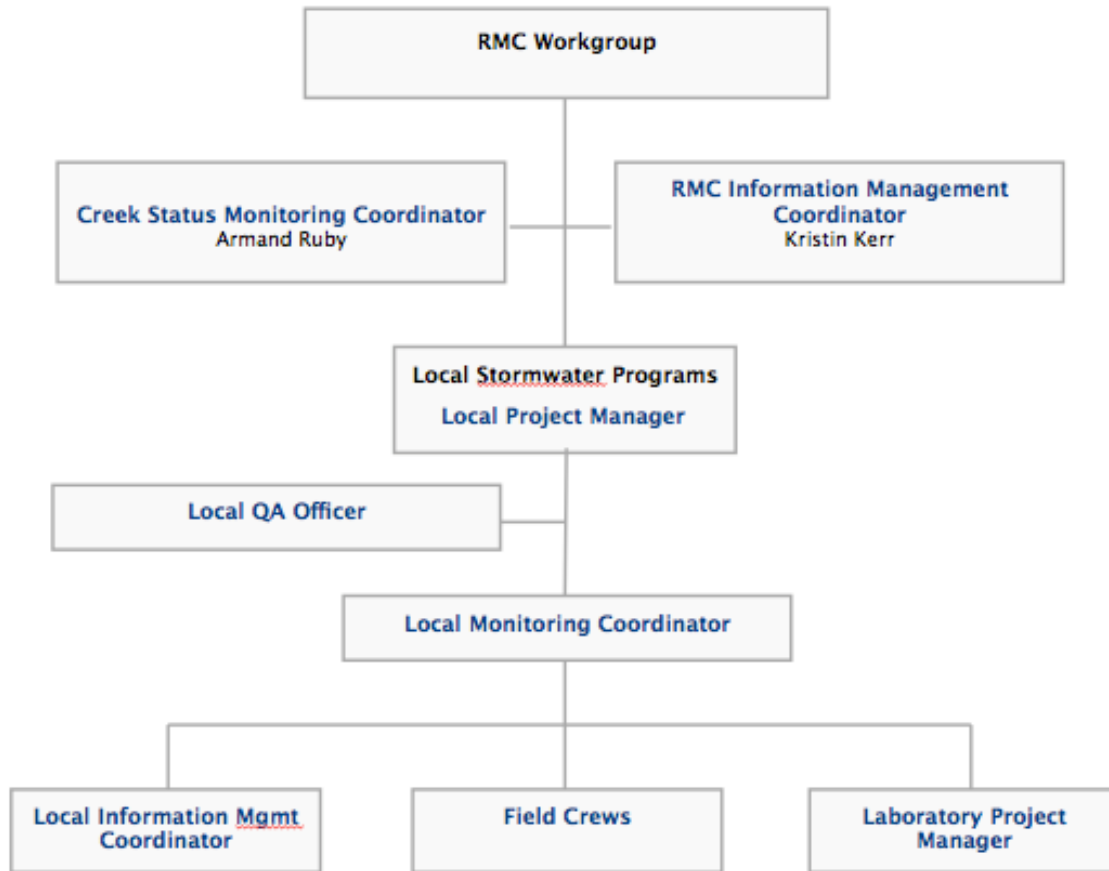 RMC Workgroup
Creek Status Monitoring Coordinator
Armand Ruby
RMC Information Management
Coordinator
Kristin Kerr
Local Stormwater Programs
Local Project Manager
Local QA Officer
Local Monitoring Coordinator
Local Information Mgmt
Coordinator
Field Crews
Laboratory Project
Manager